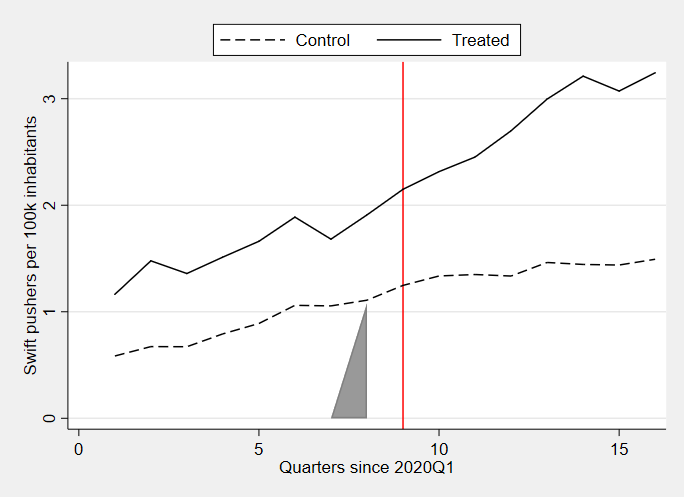 Control Treated
Swift pushers per 100k inhabitants
3
2
1
0
0 5 10 15
Quarters since 2020Q1